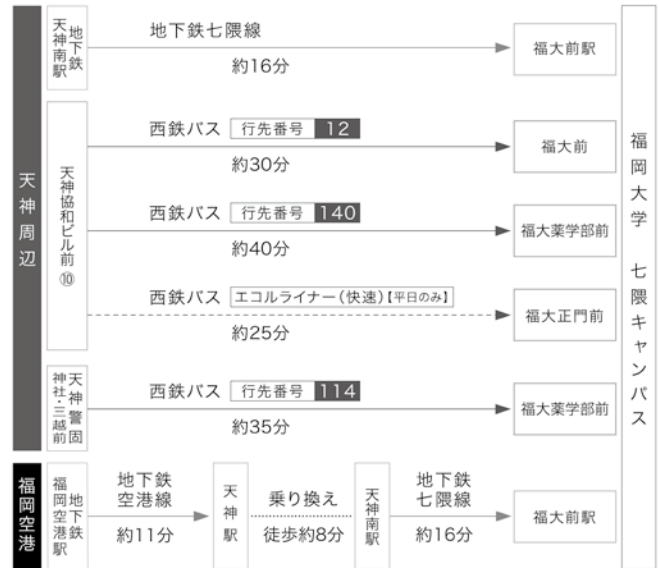 天神周辺
地下鉄
天神南駅
地下鉄七隈線
約16分
福大前駅
天神協和ビル前⑩
西鉄バス 行先番号 12
約30分
福大前
西鉄バス 行先番号 140
約40分
福大薬学部前
西鉄バス エコルライナー(快速)【平日のみ】
約25分
福大正門前
天神警固
神社・三越前
西鉄バス 行先番号 114
約35分
福大薬学部前
福岡空港
地下鉄
福岡空港駅
地下鉄
空港線
約11分
天神駅
乗り換え
徒歩約8分
天神南駅
地下鉄
七隈線
約16分
福大前駅
福岡大学 七隈キャンパス